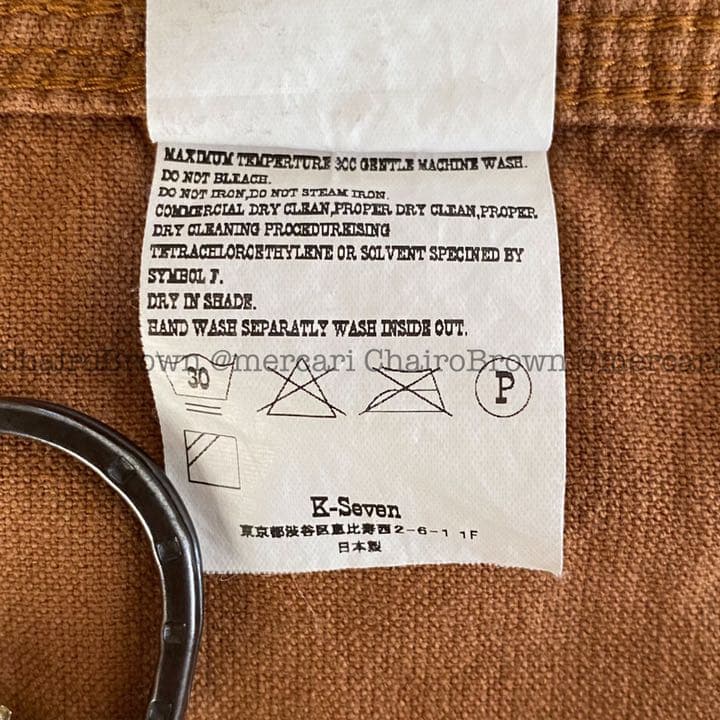 MAXIMUM TEMPERTURE 30C GENTLE MACHINE WASH.
DO NOT BLEACH.
DO NOT IRON,DO NOT STEAM IRON.
COMMERCIAL DRY CLEAN,PROPER DRY CLEAN,PROPER
DRY CLEANING PROCKDUREISING
TETRACHLOROETHYLENE OR SOLVENT SPECINED BY
SYMBOL F.
DRY IN SHADE.
HAND WASH SEPARATLY WASH INSIDE OUT.
ChairoBrown @mercari ChairoBrown @mercari
30
P
K-Seven
東京都渋谷区恵比寿西2-6-1 1F
日本製